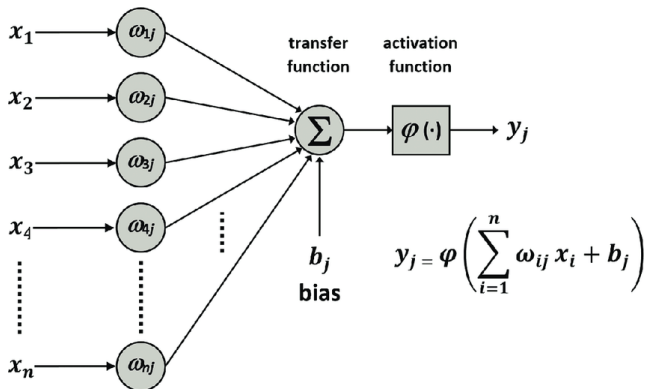 x₁ ω₁ⱼ
transfer function
activation function
x₂ ω₂ⱼ
Σ φ(·) yⱼ
x₃ ω₃ⱼ
x₄ ω₄ⱼ
bⱼ
bias
yⱼ = φ(∑ⁿᵢ₌₁ ωᵢⱼ xᵢ + bⱼ)
xₙ ωₙⱼ